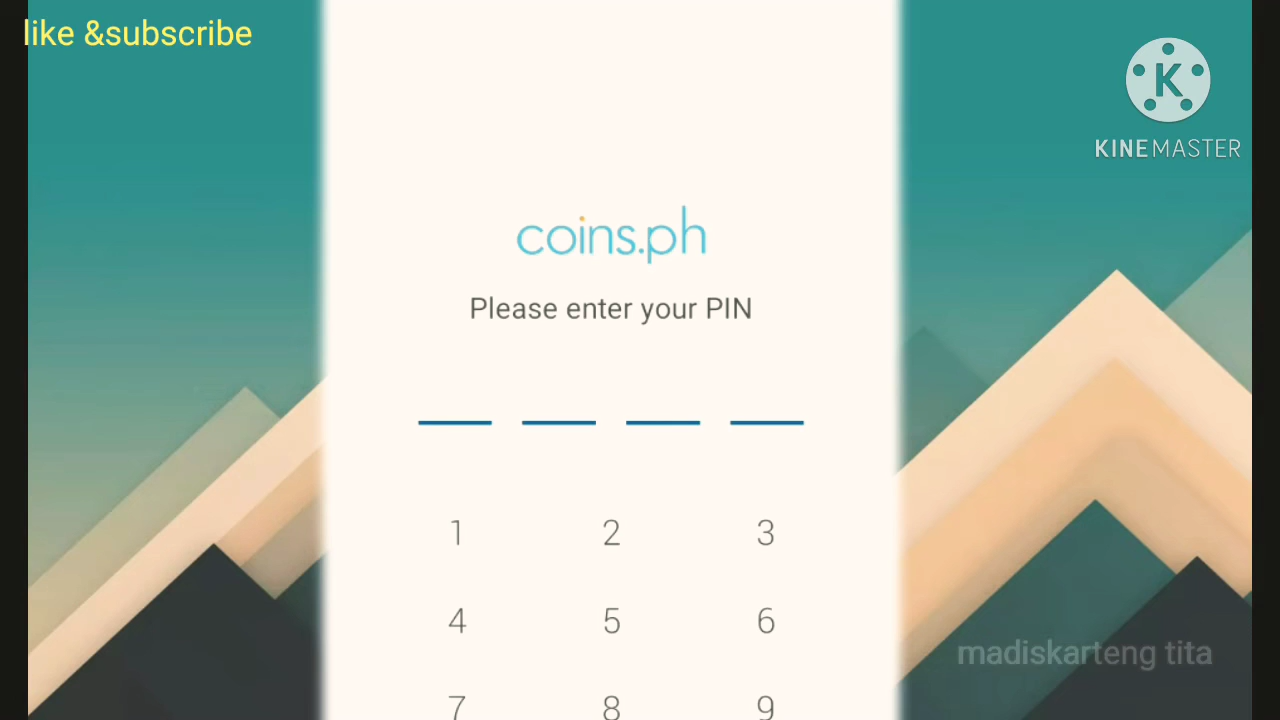 like &subscribe
K
KINEMASTER
coins.ph
Please enter your PIN
1 2 3
4 5 6
7 8 9
madiskarteng tita